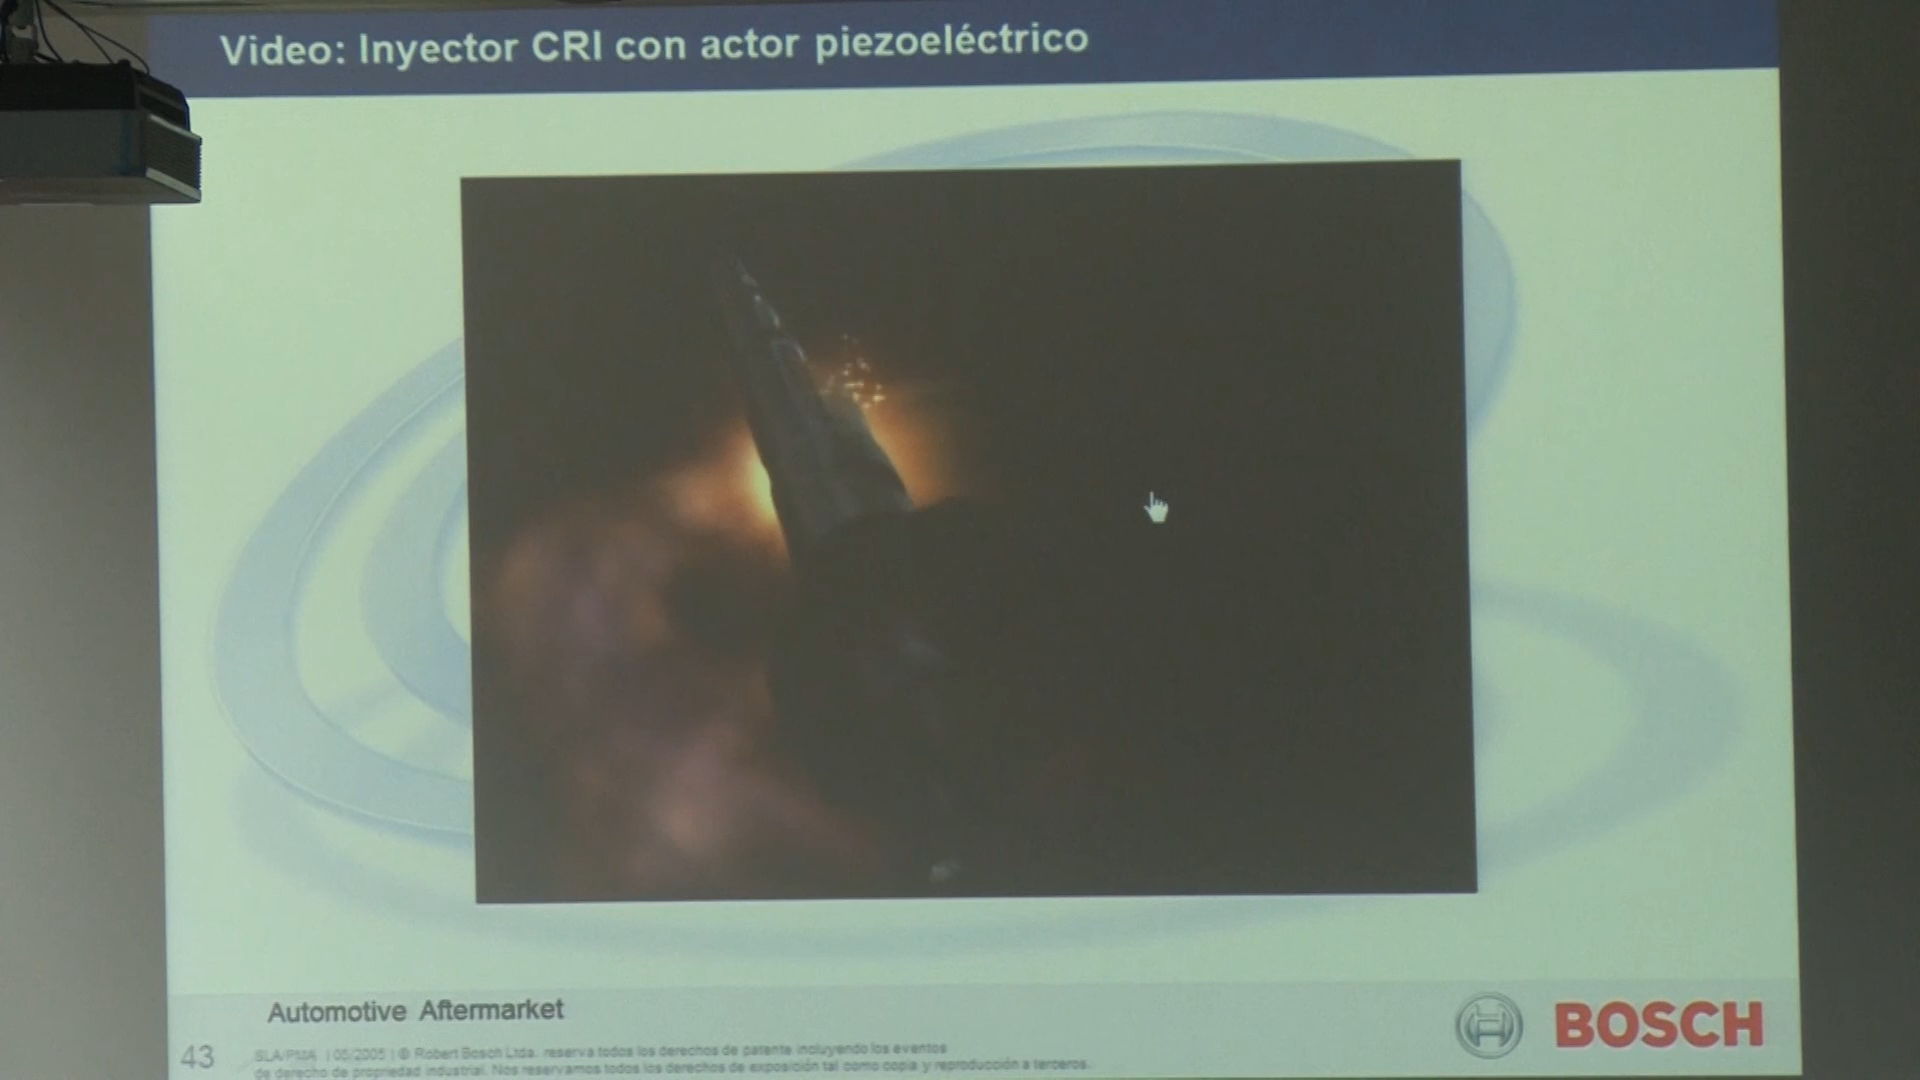 Video: Inyector CRI con actor piezoeléctrico
Automotive Aftermarket
BOSCH
43
SLA/PMA | 05/2005 | © Robert Bosch Ltda. reserva todos los derechos de patente incluyendo los eventos
de derecho de propiedad industrial. Nos reservamos todos los derechos de exposición tal como copia y reproducción a terceros.